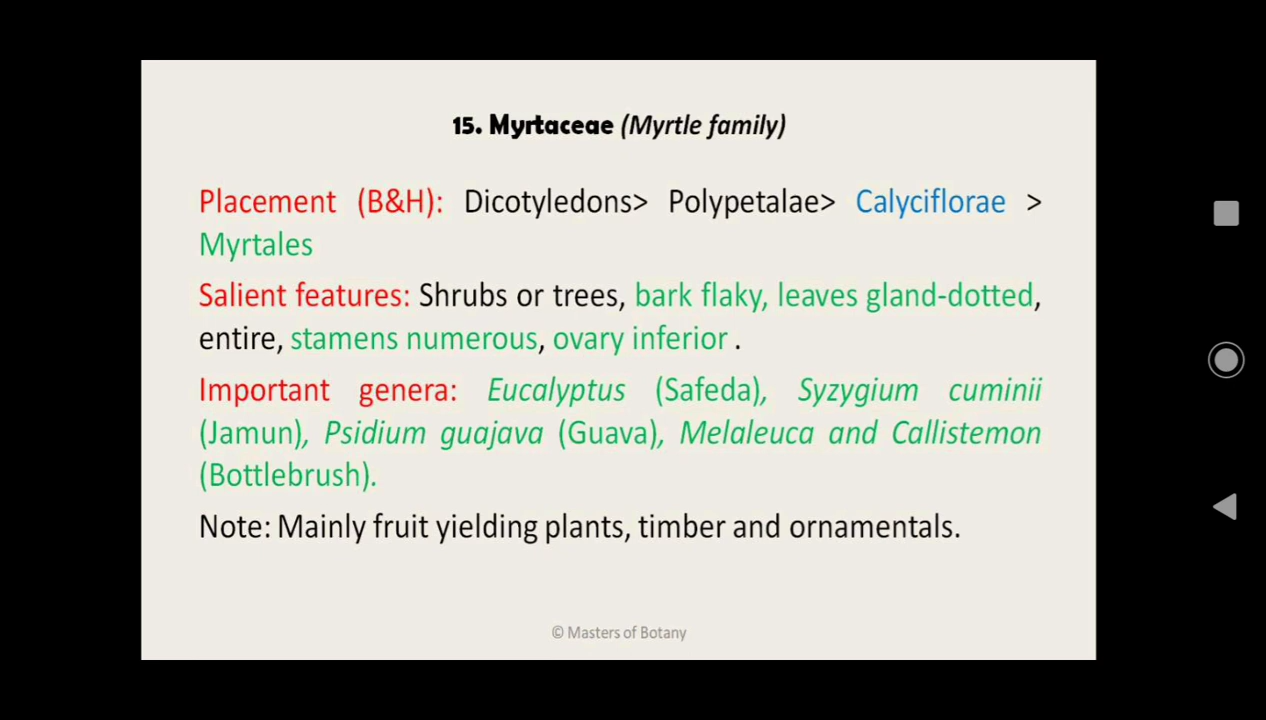 15. Myrtaceae (Myrtle family)
Placement (B&H): Dicotyledons> Polypetalae> Calyciflorae >
Myrtales
Salient features: Shrubs or trees, bark flaky, leaves gland-dotted,
entire, stamens numerous, ovary inferior .
Important genera: Eucalyptus (Safeda), Syzygium cuminii
(Jamun), Psidium guajava (Guava), Melaleuca and Callistemon
(Bottlebrush).
Note: Mainly fruit yielding plants, timber and ornamentals.
© Masters of Botany